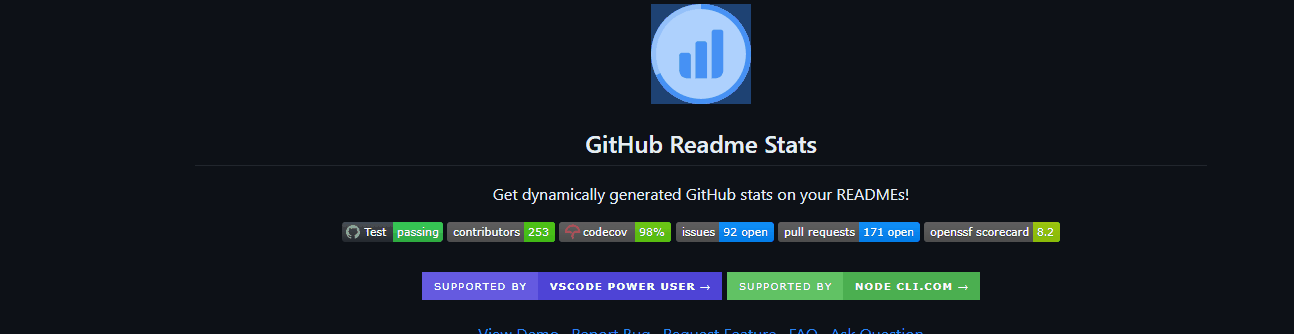 GitHub Readme Stats
Get dynamically generated GitHub stats on your READMEs!
Test passing contributors 253 codecov 98% issues 92 open pull requests 171 open openssf scorecard 8.2
SUPPORTED BY VSCODE POWER USER → SUPPORTED BY NODE CLI.COM →
View Demo · Report Bug · Request Feature · FAQ · Ask Question